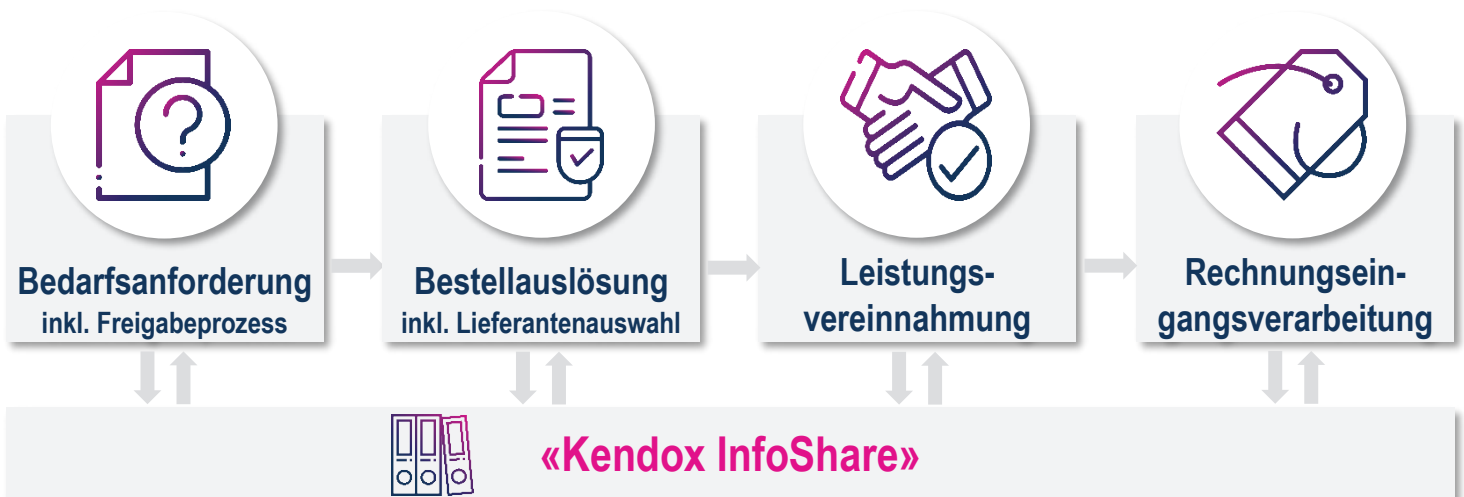 Bedarfsanforderung
inkl. Freigabeprozess
Bestellauslösung
inkl. Lieferantenauswahl
Leistungs-
vereinnahmung
Rechnungsein-
gangsverarbeitung
«Kendox InfoShare»